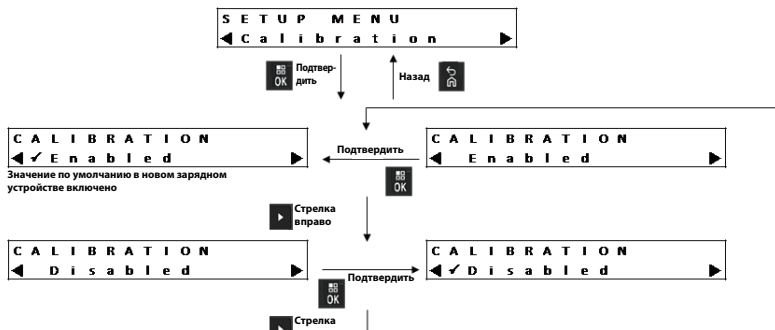 SETUP MENU
Calibration
OK
Подтвер-
дить
Назад
CALIBRATION
✓Enabled
Значение по умолчанию в новом зарядном
устройстве включено
Подтвердить
OK
CALIBRATION
Enabled
Стрелка
вправо
CALIBRATION
Disabled
OK
Подтвердить
CALIBRATION
✓Disabled
Стрелка